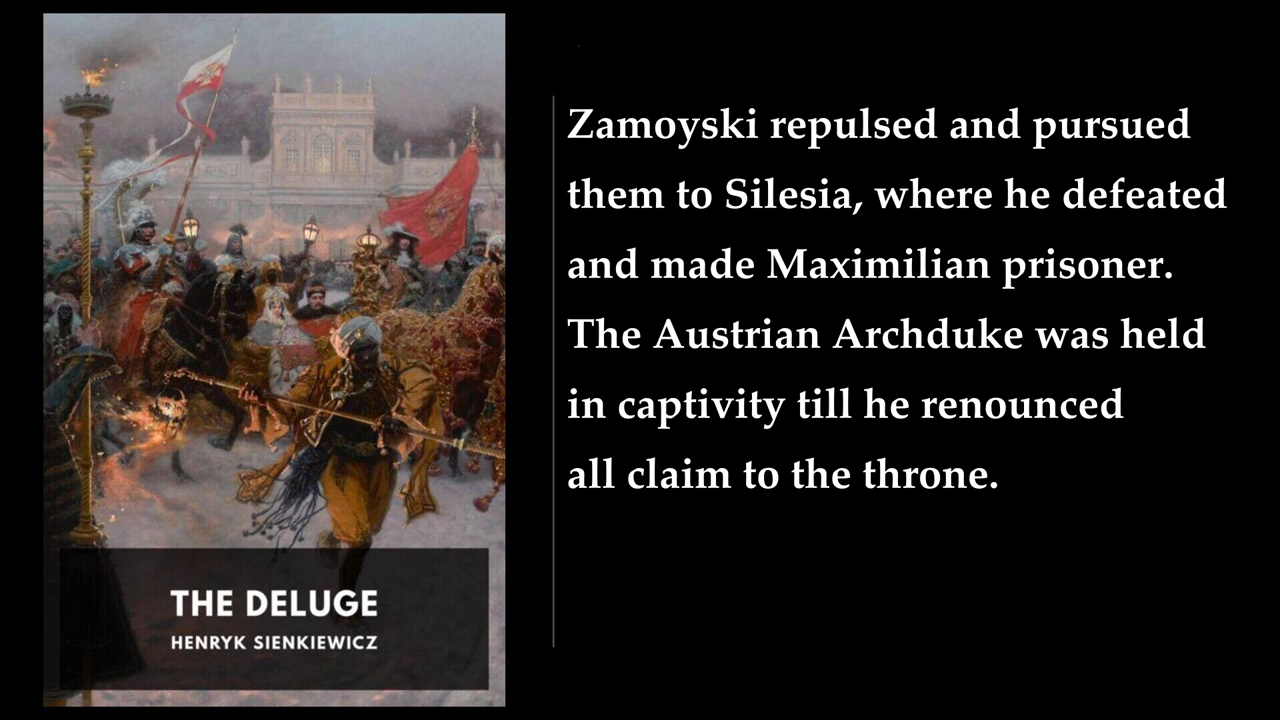 THE DELUGE
HENRYK SIENKIEWICZ
Zamoyski repulsed and pursued
them to Silesia, where he defeated
and made Maximilian prisoner.
The Austrian Archduke was held
in captivity till he renounced
all claim to the throne.